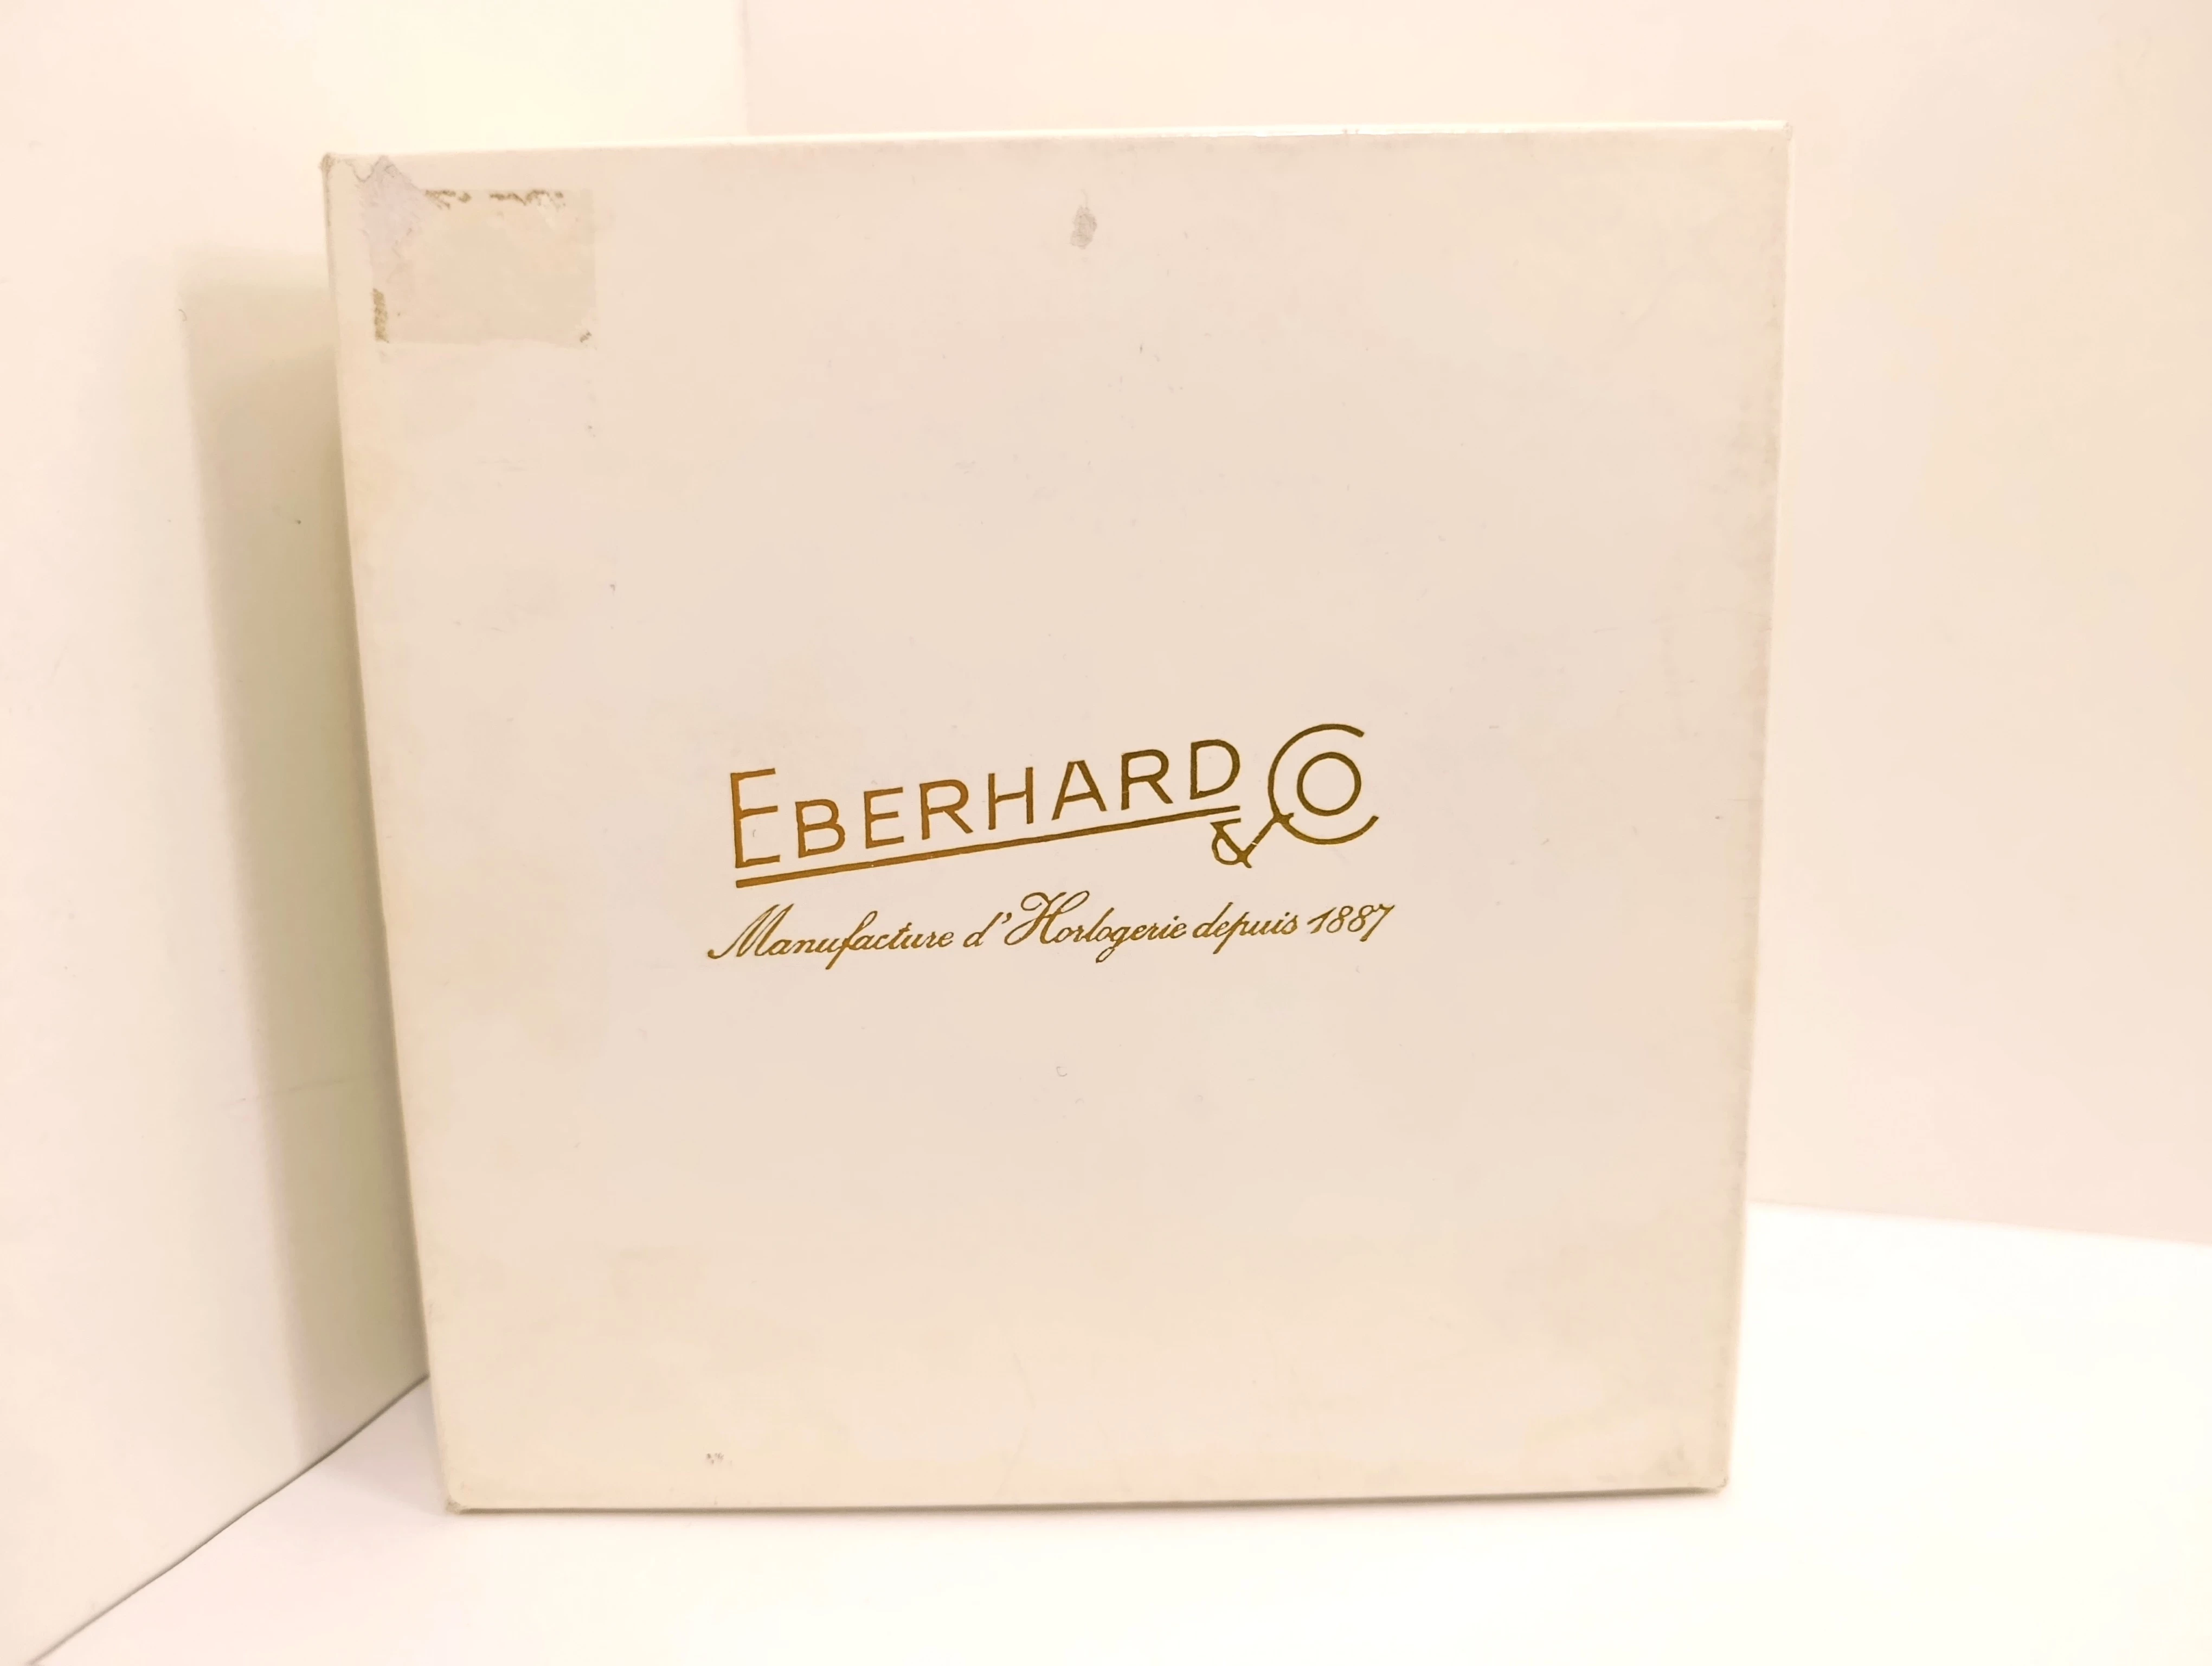 EBERHARD & CO
Manufacture d'Horlogerie depuis 1887